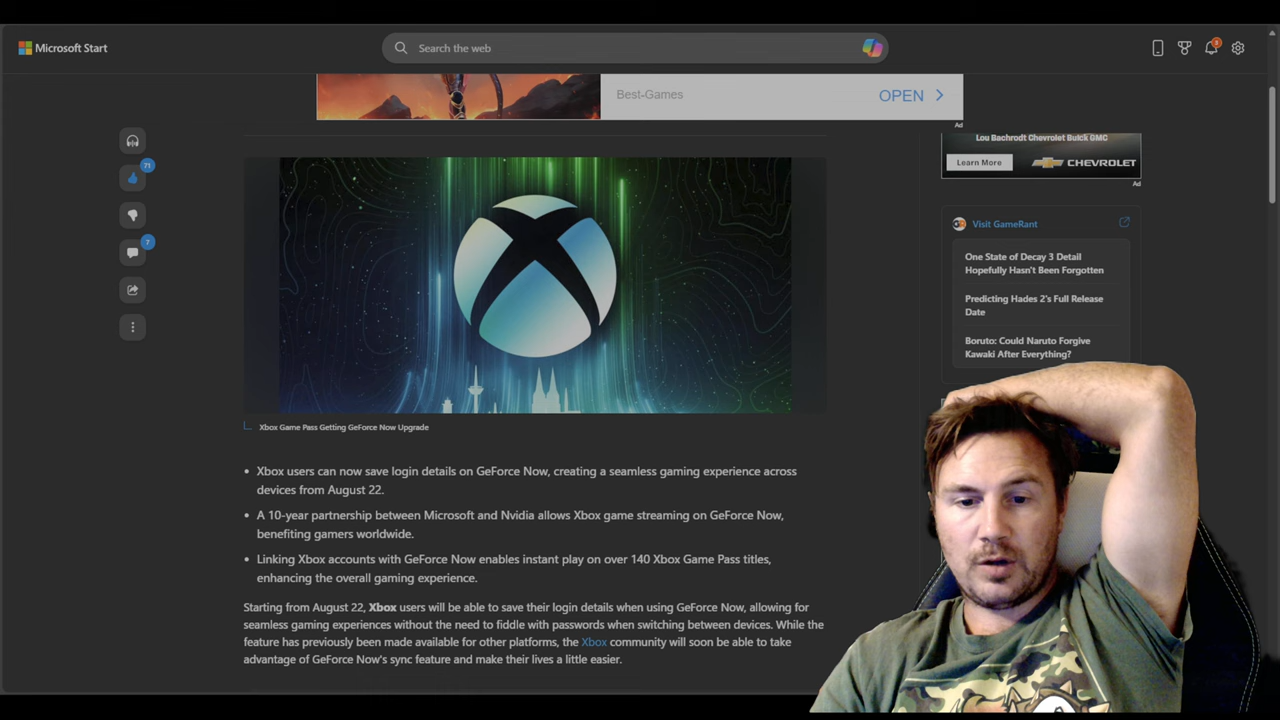 Microsoft Start
Search the web
3
Best-Games
OPEN
Ad
Lou Bachrodt Chevrolet Buick GMC
Learn More
CHEVROLET
Ad
71
7
Visit GameRant
One State of Decay 3 Detail
Hopefully Hasn't Been Forgotten
Predicting Hades 2's Full Release
Date
Boruto: Could Naruto Forgive
Kawaki After Everything?
Xbox Game Pass Getting GeForce Now Upgrade
• Xbox users can now save login details on GeForce Now, creating a seamless gaming experience across
devices from August 22.
• A 10-year partnership between Microsoft and Nvidia allows Xbox game streaming on GeForce Now,
benefiting gamers worldwide.
• Linking Xbox accounts with GeForce Now enables instant play on over 140 Xbox Game Pass titles,
enhancing the overall gaming experience.
Starting from August 22, Xbox users will be able to save their login details when using GeForce Now, allowing for
seamless gaming experiences without the need to fiddle with passwords when switching between devices. While the
feature has previously been made available for other platforms, the Xbox community will soon be able to take
advantage of GeForce Now's sync feature and make their lives a little easier.